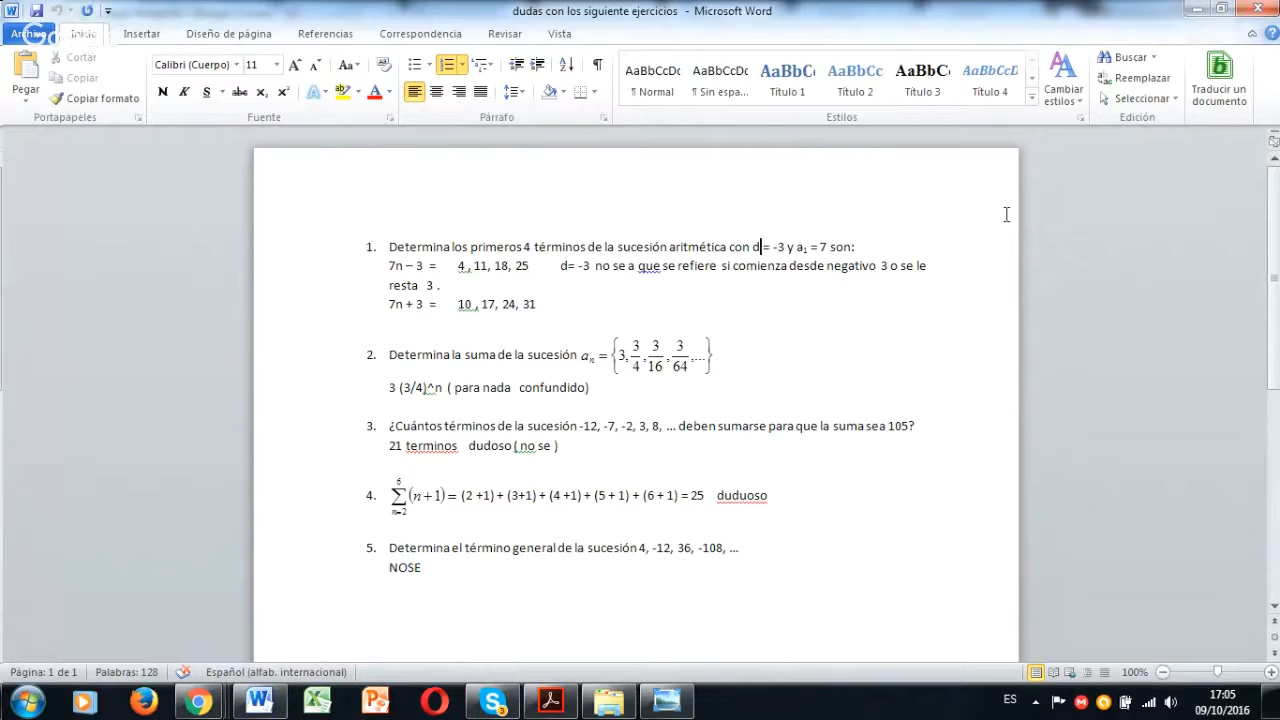 dudas con los siguiente ejercicios - Microsoft Word
Archivo Inicio Insertar Diseño de página Referencias Correspondencia Revisar Vista
Google
Pegar
Cortar
Copiar
Copiar formato
Calibri (Cuerpo) 11
AaBbCcDc AaBbCcDc AaBbC( AaBbCc AaBbC( AaBbCcD
¶ Normal ¶ Sin espa... Título 1 Título 2 Título 3 Título 4
Cambiar estilos
Buscar
Reemplazar
Seleccionar
Traducir un documento
Portapapeles Fuente Párrafo Estilos Edición
1. Determina los primeros 4 términos de la sucesión aritmética con d = -3 y a₁ = 7 son:
7n – 3 = 4 , 11, 18, 25 d= -3 no se a que se refiere si comienza desde negativo 3 o se le
resta 3 .
7n + 3 = 10 , 17, 24, 31
2. Determina la suma de la sucesión aₙ = {3, 3/4, 3/16, 3/64, ...}
3 (3/4)^n ( para nada confundido)
3. ¿Cuántos términos de la sucesión -12, -7, -2, 3, 8, ... deben sumarse para que la suma sea 105?
21 terminos dudoso ( no se )
4. 6 ∑ n=2 (n + 1) = (2 +1) + (3+1) + (4 +1) + (5 + 1) + (6 + 1) = 25 duduoso
5. Determina el término general de la sucesión 4, -12, 36, -108, ...
NOSE
Página: 1 de 1 Palabras: 128 Español (alfab. internacional) 100%
ES 17:05
09/10/2016